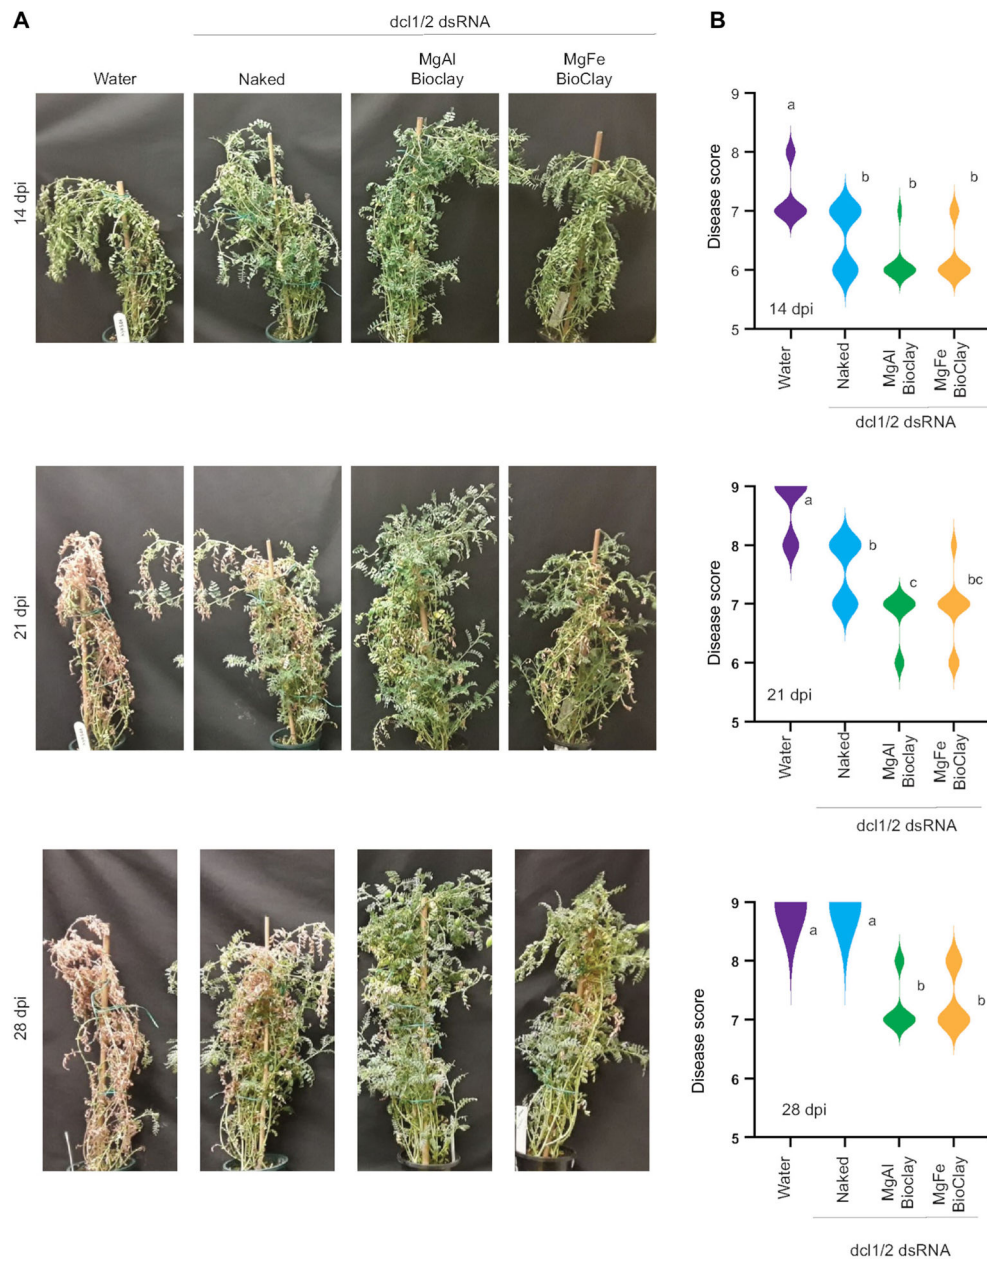 A
dcl1/2 dsRNA
Water
Naked
MgAl
Bioclay
MgFe
BioClay
14 dpi
21 dpi
28 dpi
B
Disease score
9
8
7
6
5
a
b
b
b
14 dpi
Water
Naked
MgAl
Bioclay
MgFe
BioClay
dcl1/2 dsRNA
Disease score
9
8
7
6
5
a
b
c
bc
21 dpi
Water
Naked
MgAl
Bioclay
MgFe
BioClay
dcl1/2 dsRNA
Disease score
9
8
7
6
5
a
a
b
b
28 dpi
Water
Naked
MgAl
Bioclay
MgFe
BioClay
dcl1/2 dsRNA